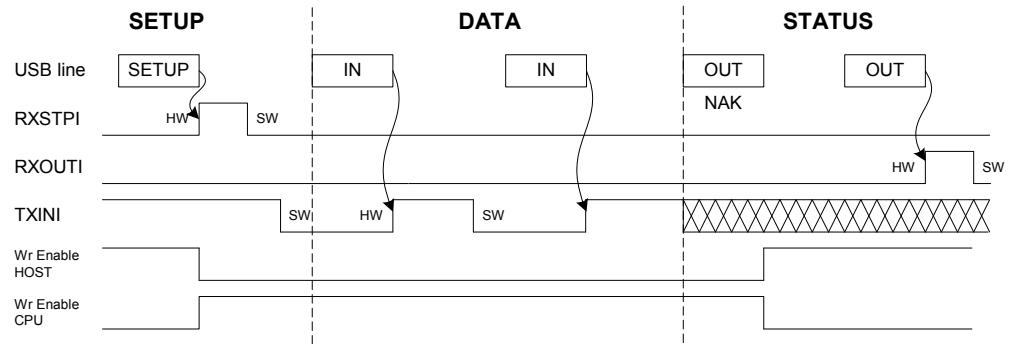 SETUP DATA STATUS
USB line SETUP IN IN OUT OUT
NAK
RXSTPI HW SW
RXOUTI HW SW
TXINI SW HW SW
Wr Enable
HOST
Wr Enable
CPU